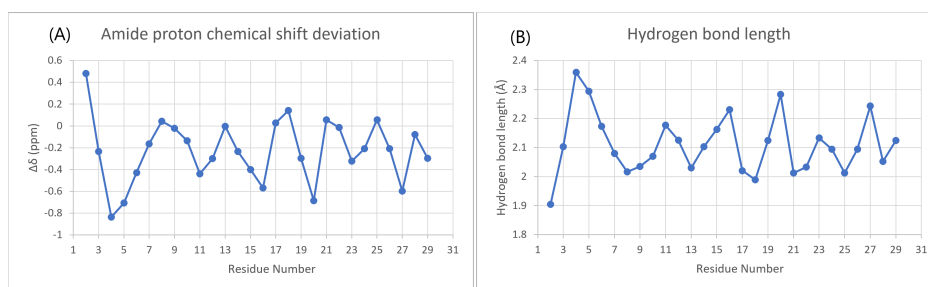 (A) Amide proton chemical shift deviation
0.6
0.4
0.2
0
-0.2
-0.4
-0.6
-0.8
-1
Δδ (ppm)
1 3 5 7 9 11 13 15 17 19 21 23 25 27 29 31
Residue Number
(B) Hydrogen bond length
2.4
2.3
2.2
2.1
2
1.9
1.8
Hydrogen bond length (Å)
1 3 5 7 9 11 13 15 17 19 21 23 25 27 29 31
Residue Number